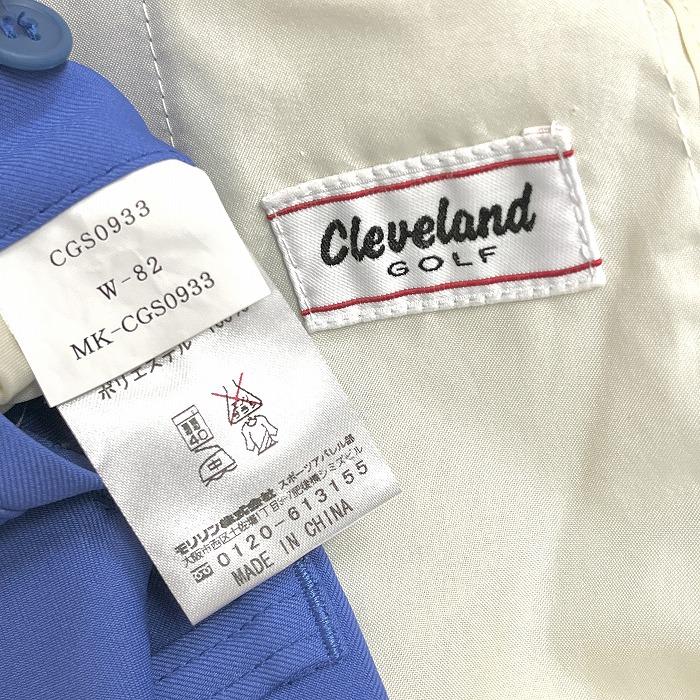 CGS0933
W-82
MK-CGS0933
ポリエステル 100%
40
中
モリリン株式会社 スポーツアパレル部
大阪市西区土佐堀1丁目 肥後橋シミズビル
0120-613155
MADE IN CHINA
Cleveland
GOLF